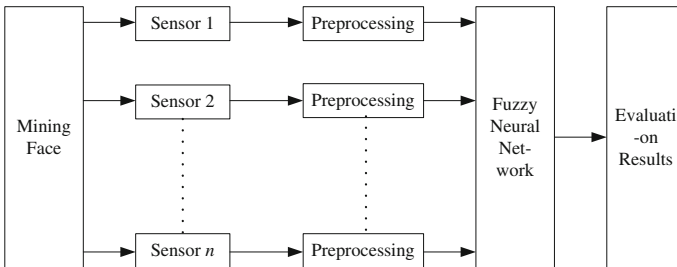 Mining
Face
Sensor 1
Preprocessing
Sensor 2
Preprocessing
Sensor n
Preprocessing
Fuzzy
Neural
Net-
work
Evaluati
-on
Results